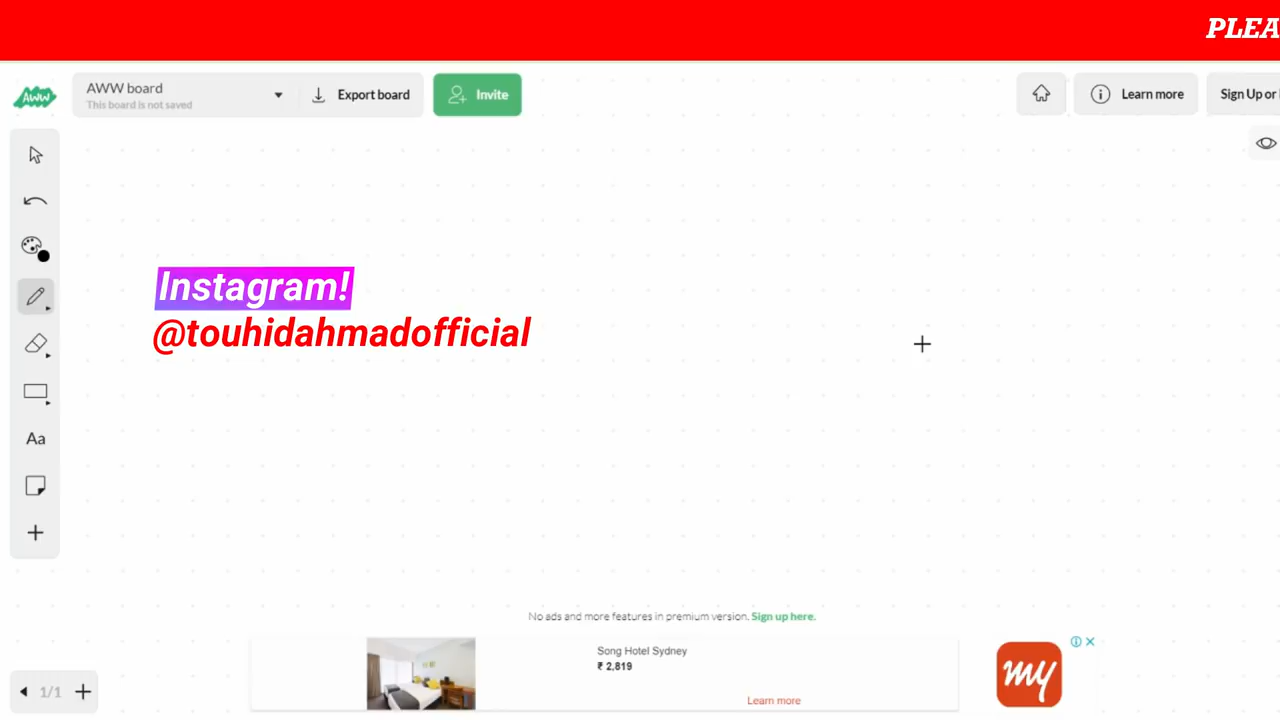 PLEA
AWW
AWW board
This board is not saved
Export board
Invite
Learn more
Sign Up or
Instagram!
@touhidahmadofficial
Aa
No ads and more features in premium version. Sign up here.
Song Hotel Sydney
₹ 2,819
Learn more
my
1/1